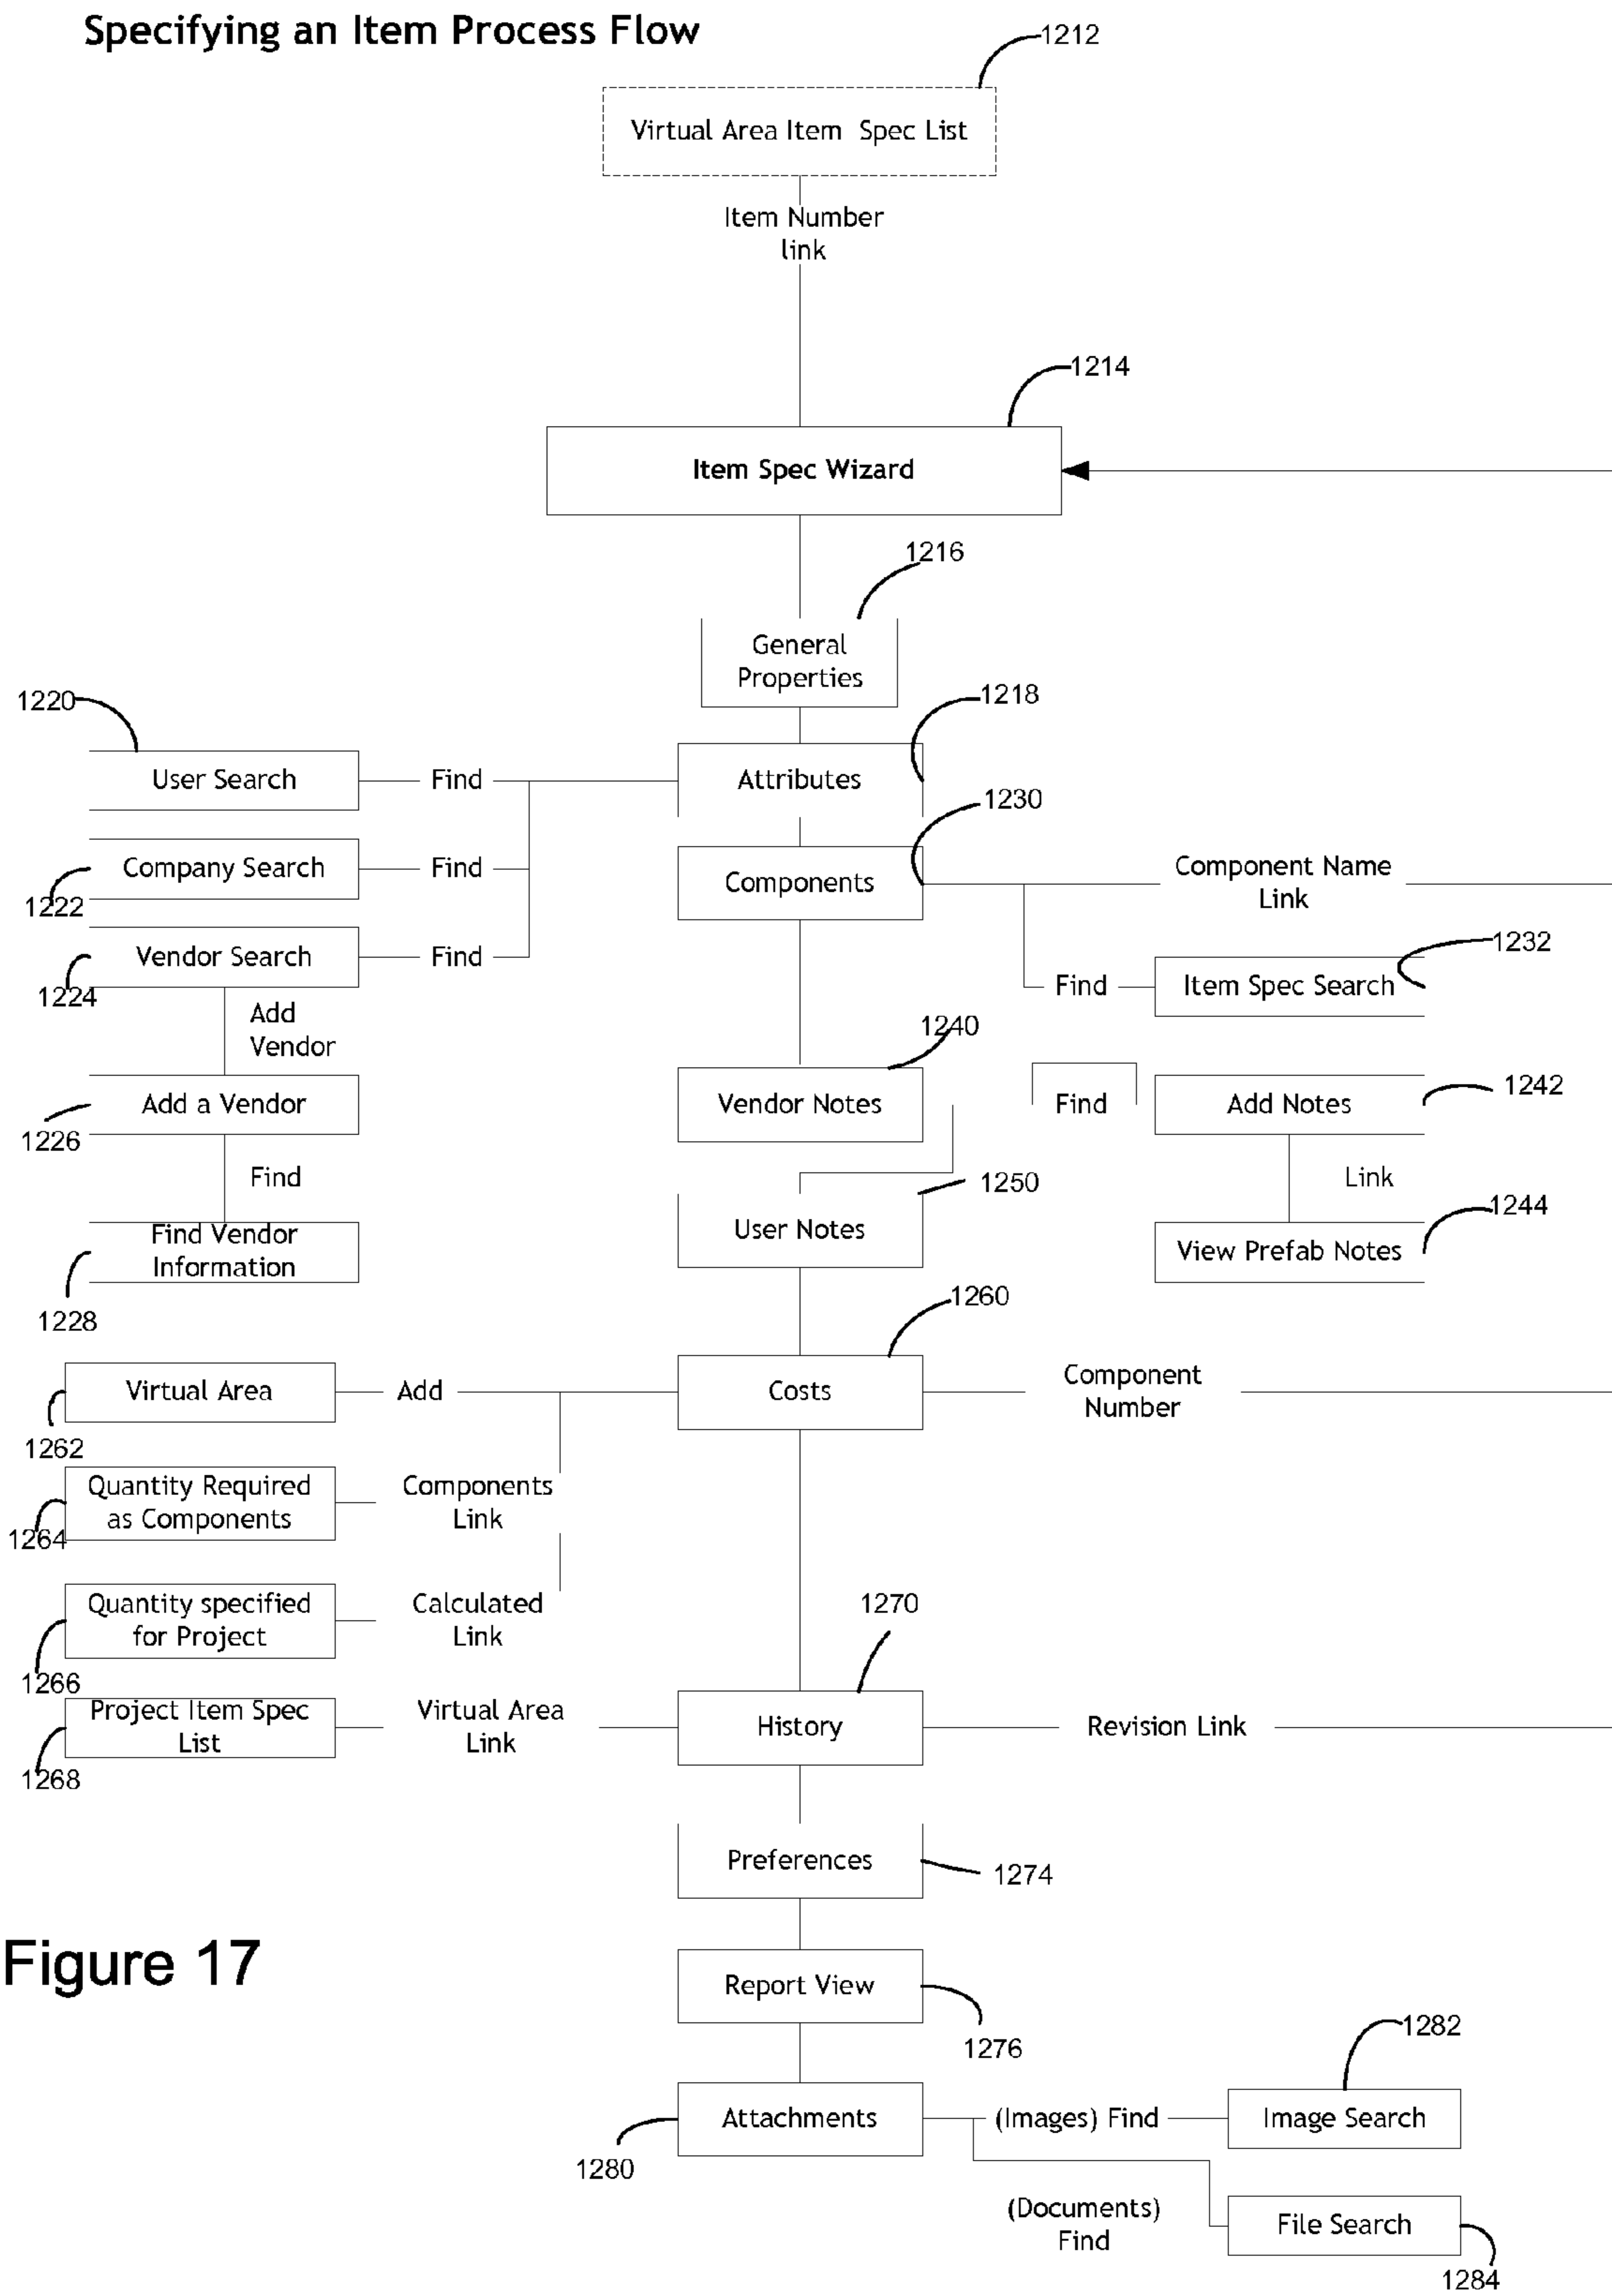 Specifying an Item Process Flow
1212
Virtual Area Item Spec List
Item Number
link
1214
Item Spec Wizard
1216
General
Properties
1220
1218
User Search
Find
Attributes
1230
Company Search
Find
Components
Component Name
Link
1222
1232
Vendor Search
Find
Find
Item Spec Search
1224
Add
Vendor
1240
1242
Add a Vendor
Vendor Notes
Find
Add Notes
1226
Find
1250
Link
1244
Find Vendor
Information
User Notes
View Prefab Notes
1228
1260
Virtual Area
Add
Costs
Component
Number
1262
Quantity Required
as Components
Components
Link
1264
Quantity specified
for Project
Calculated
Link
1270
1266
Project Item Spec
List
Virtual Area
Link
History
Revision Link
1268
Preferences
1274
Figure 17
Report View
1276
1282
Attachments
(Images) Find
Image Search
1280
(Documents)
Find
File Search
1284